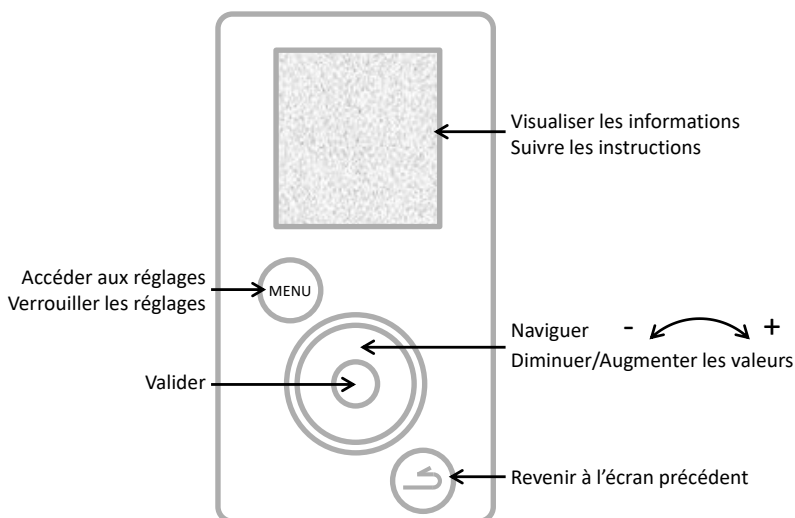 Visualiser les informations
Suivre les instructions
Accéder aux réglages
Verrouiller les réglages
MENU
Naviguer - +
Diminuer/Augmenter les valeurs
Valider
Revenir à l'écran précédent